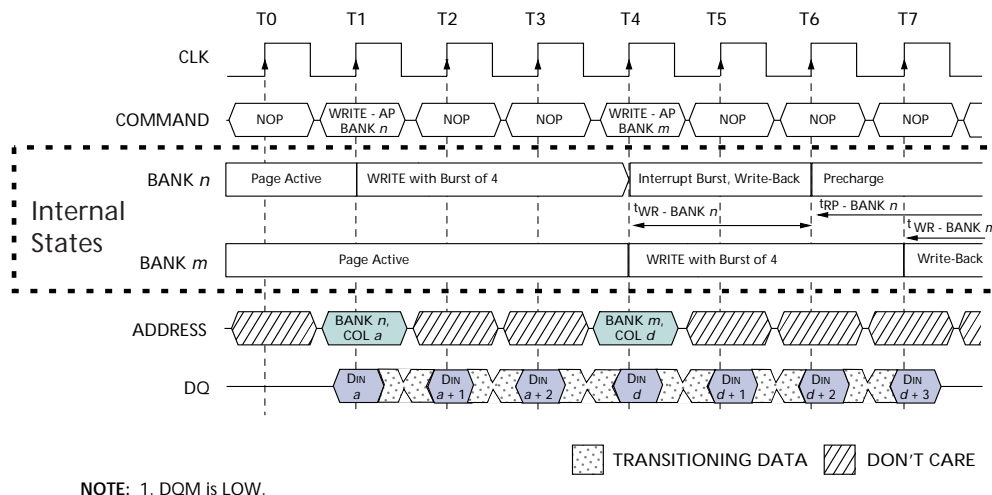 T0 T1 T2 T3 T4 T5 T6 T7
CLK
COMMAND NOP WRITE - AP BANK n NOP NOP WRITE - AP BANK m NOP NOP NOP
Internal States
BANK n Page Active WRITE with Burst of 4 Interrupt Burst, Write-Back Precharge
tWR - BANK n tRP - BANK n
tWR - BANK m
BANK m Page Active WRITE with Burst of 4 Write-Back
ADDRESS BANK n, COL a BANK m, COL d
DQ DIN a DIN a + 1 DIN a + 2 DIN d DIN d + 1 DIN d + 2 DIN d + 3
TRANSITIONING DATA DON'T CARE
NOTE: 1. DQM is LOW.